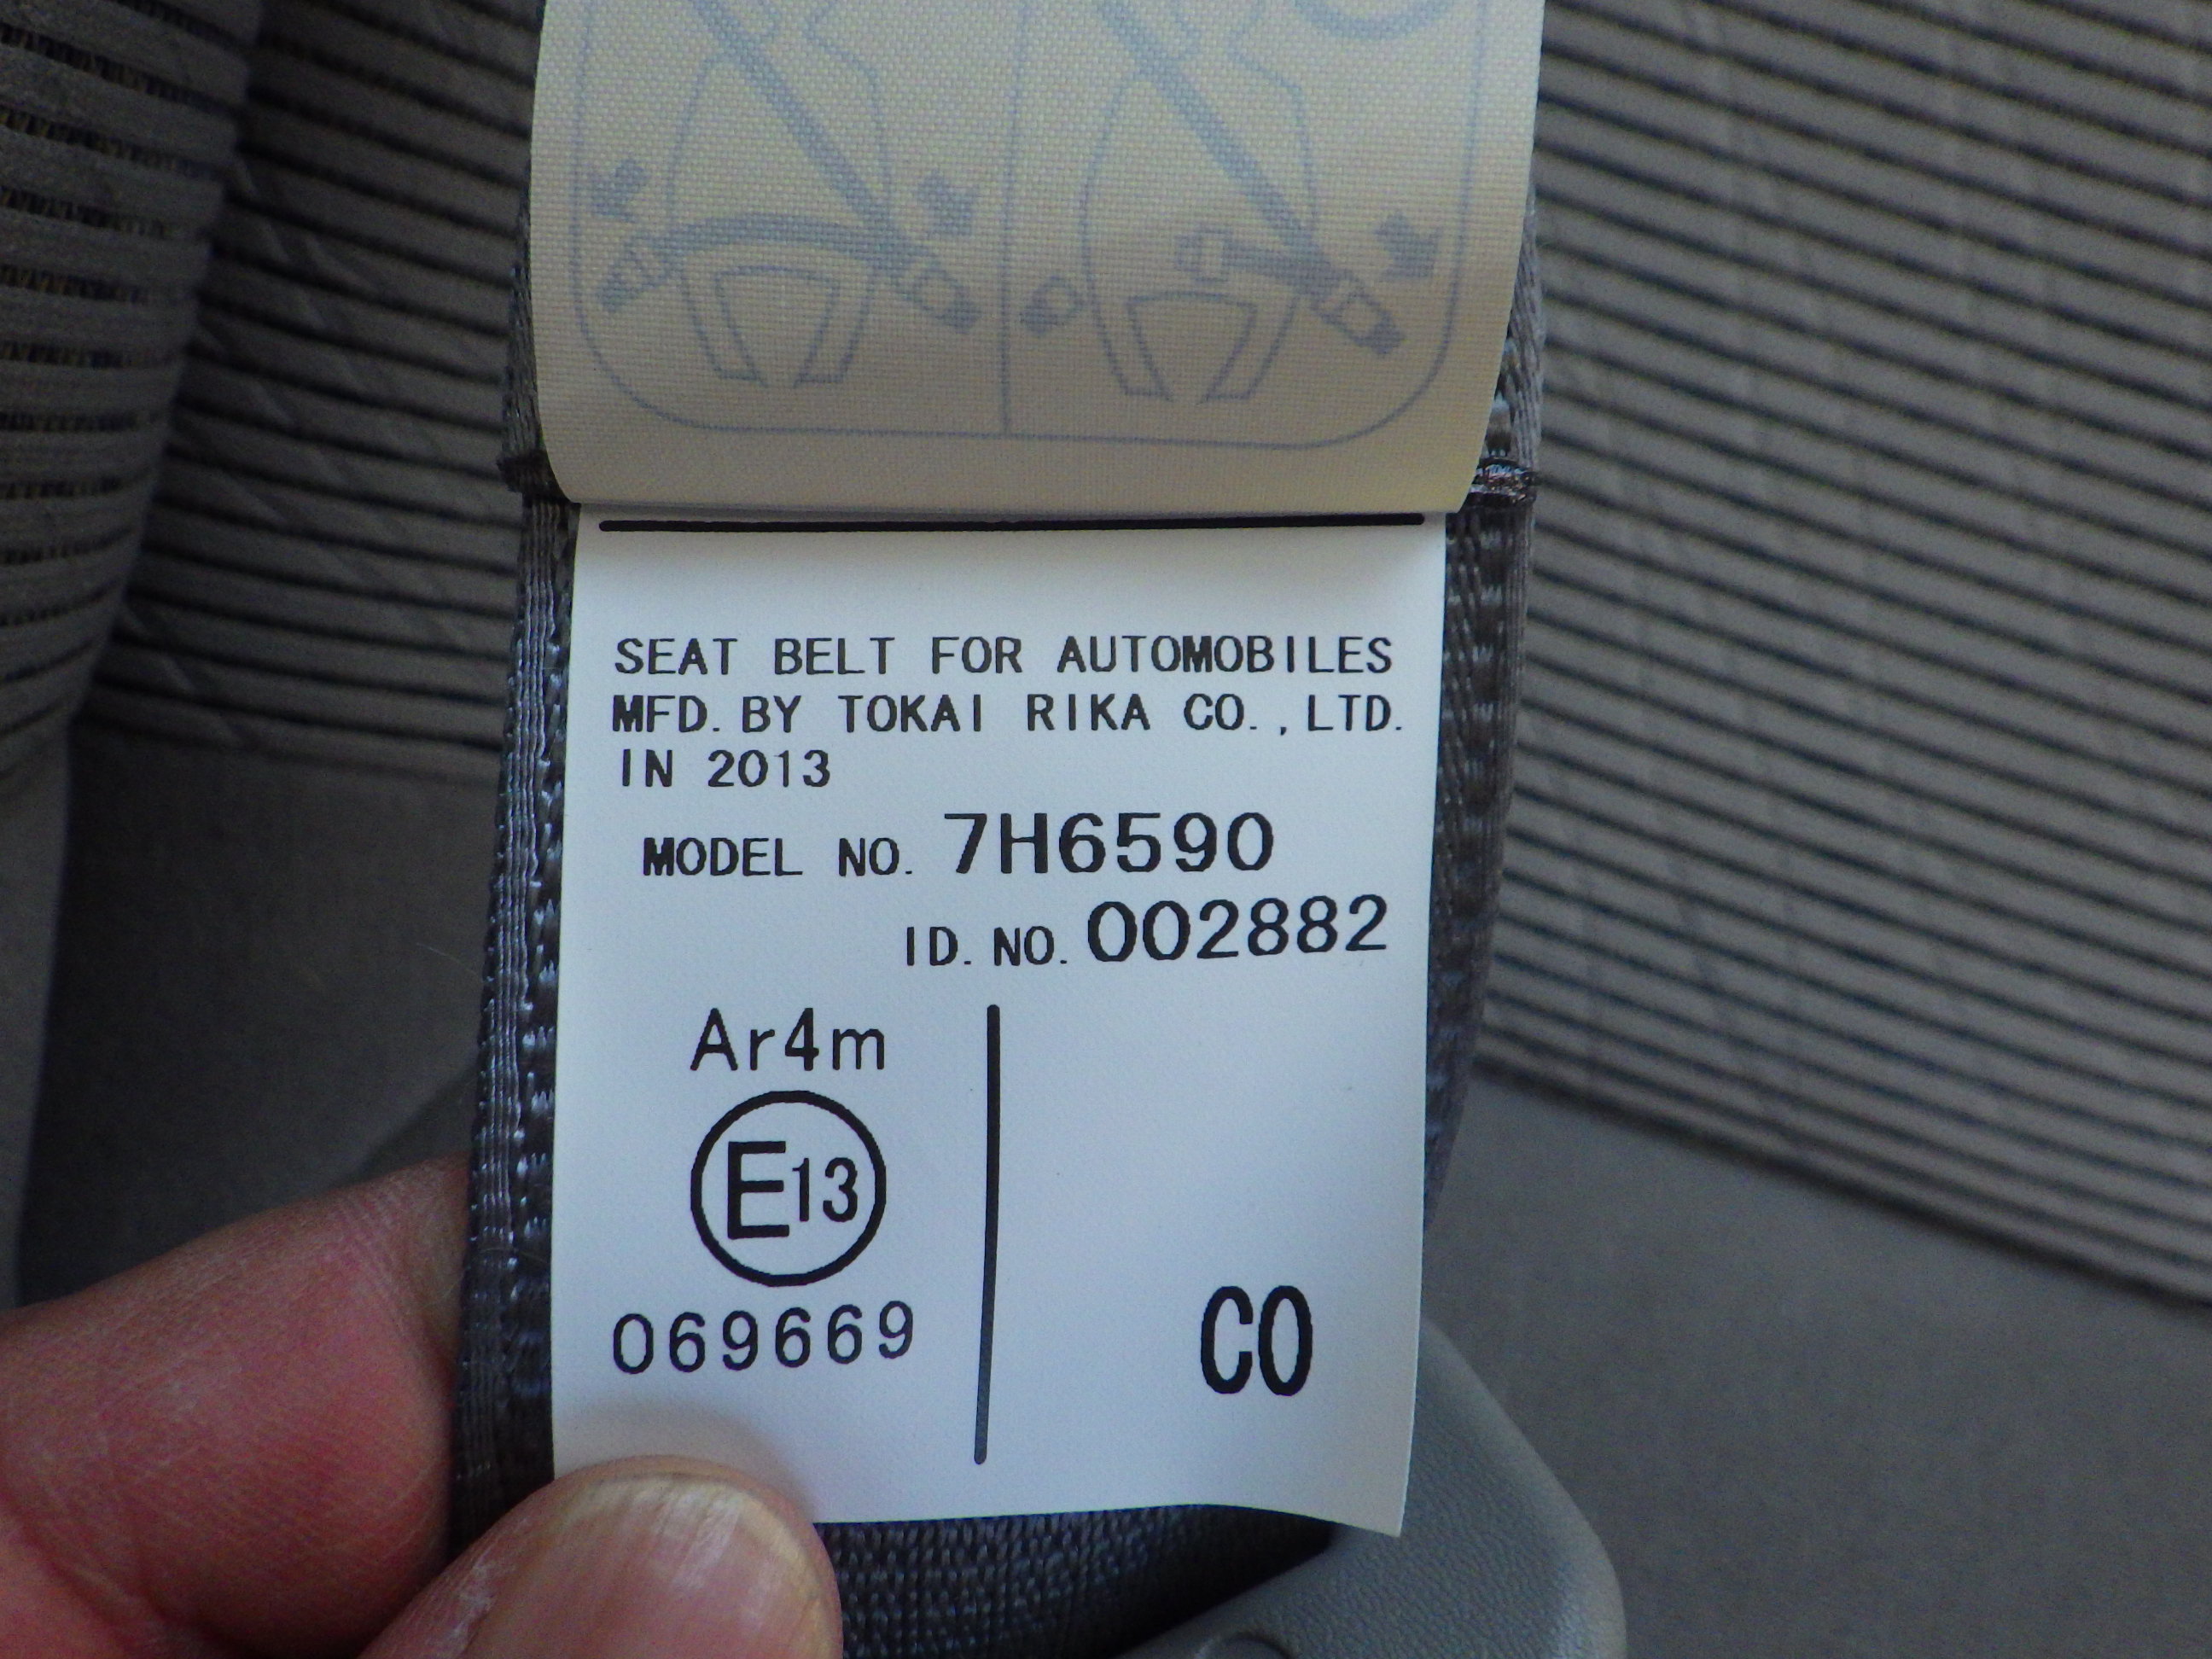 SEAT BELT FOR AUTOMOBILES
MFD. BY TOKAI RIKA CO., LTD.
IN 2013
MODEL NO. 7H6590
ID. NO. 002882
Ar4m
E13
069669
CO